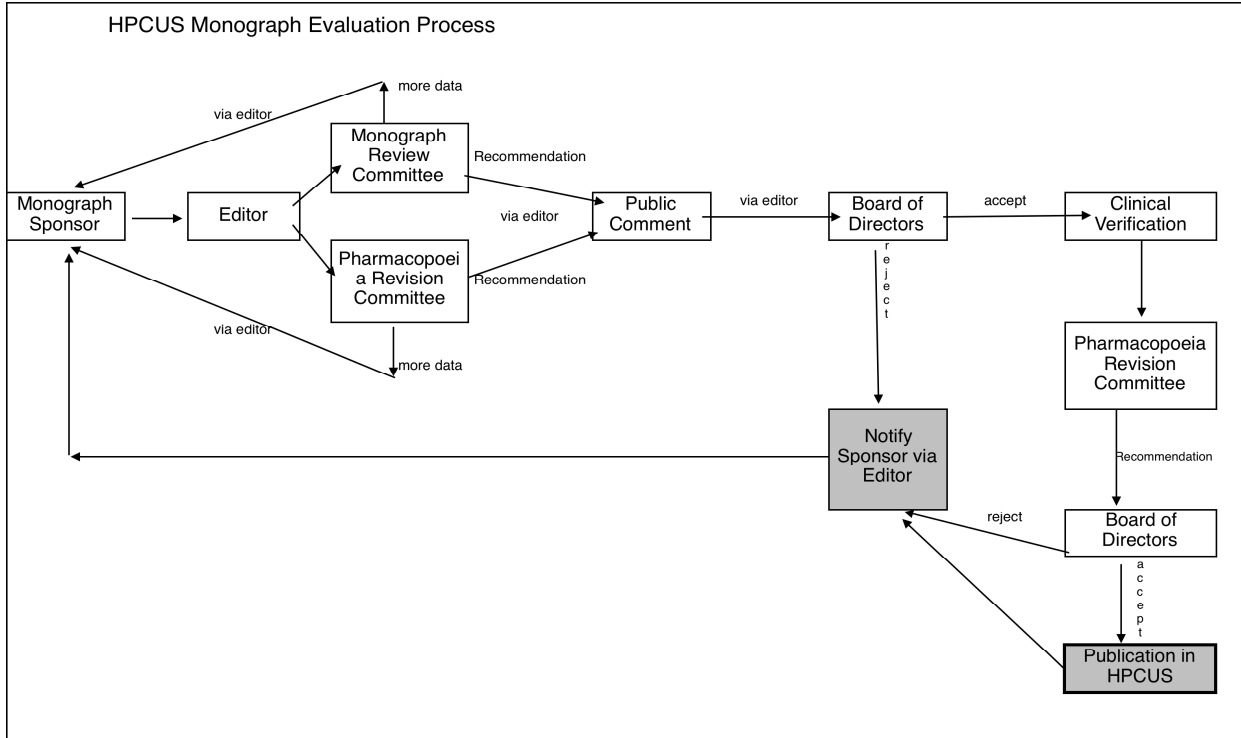 HPCUS Monograph Evaluation Process
more data
via editor
Monograph
Review
Committee
Recommendation
Monograph
Sponsor
Editor
via editor
Public
Comment
via editor
Board of
Directors
accept
Clinical
Verification
Pharmacopoei
a Revision
Committee
Recommendation
reject
via editor
more data
Pharmacopoeia
Revision
Committee
Notify
Sponsor via
Editor
Recommendation
reject
Board of
Directors
accept
Publication in
HPCUS